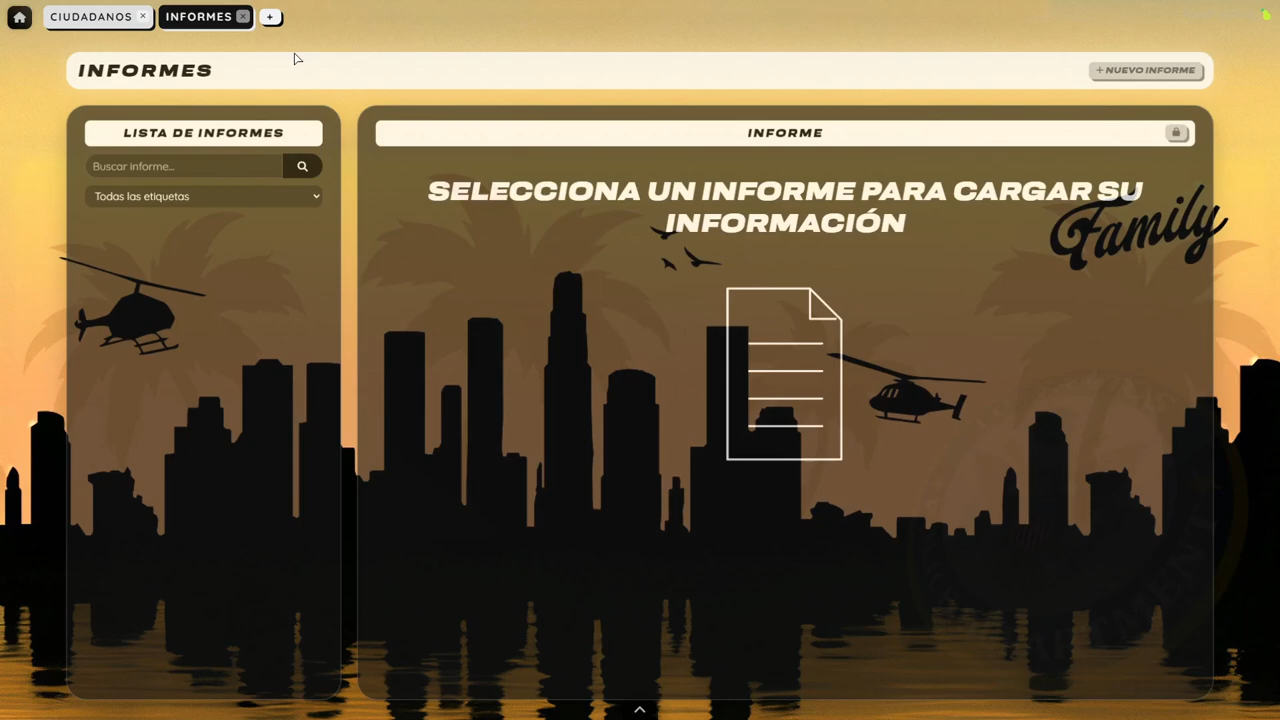 CIUDADANOS ×
INFORMES ×
+
INFORMES
+ NUEVO INFORME
LISTA DE INFORMES
Buscar informe...
Todas las etiquetas
INFORME
SELECCIONA UN INFORME PARA CARGAR SU
INFORMACIÓN
Family